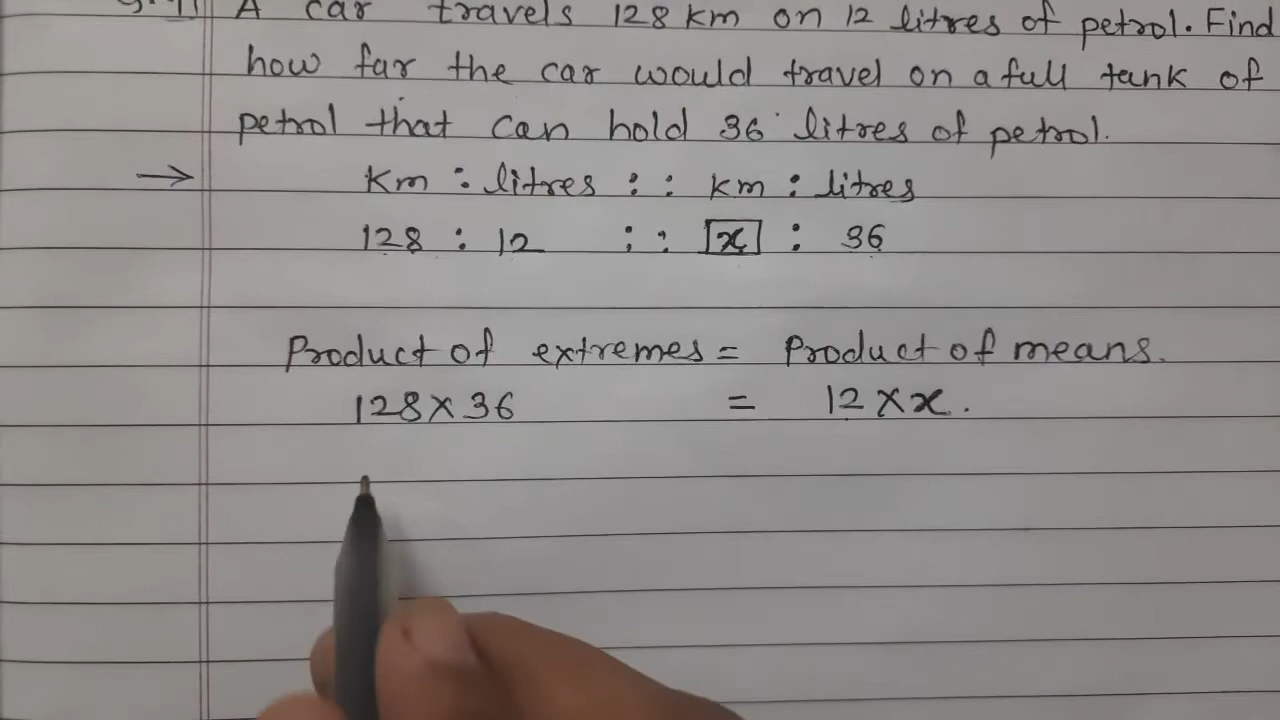 A car travels 128 km on 12 litres of petrol. Find
how far the car would travel on a full tank of
petrol that can hold 36 litres of petrol.
→ Km : litres : : km : litres
128 : 12 : : x : 36
Product of extremes = Product of means.
128 × 36 = 12 × x.